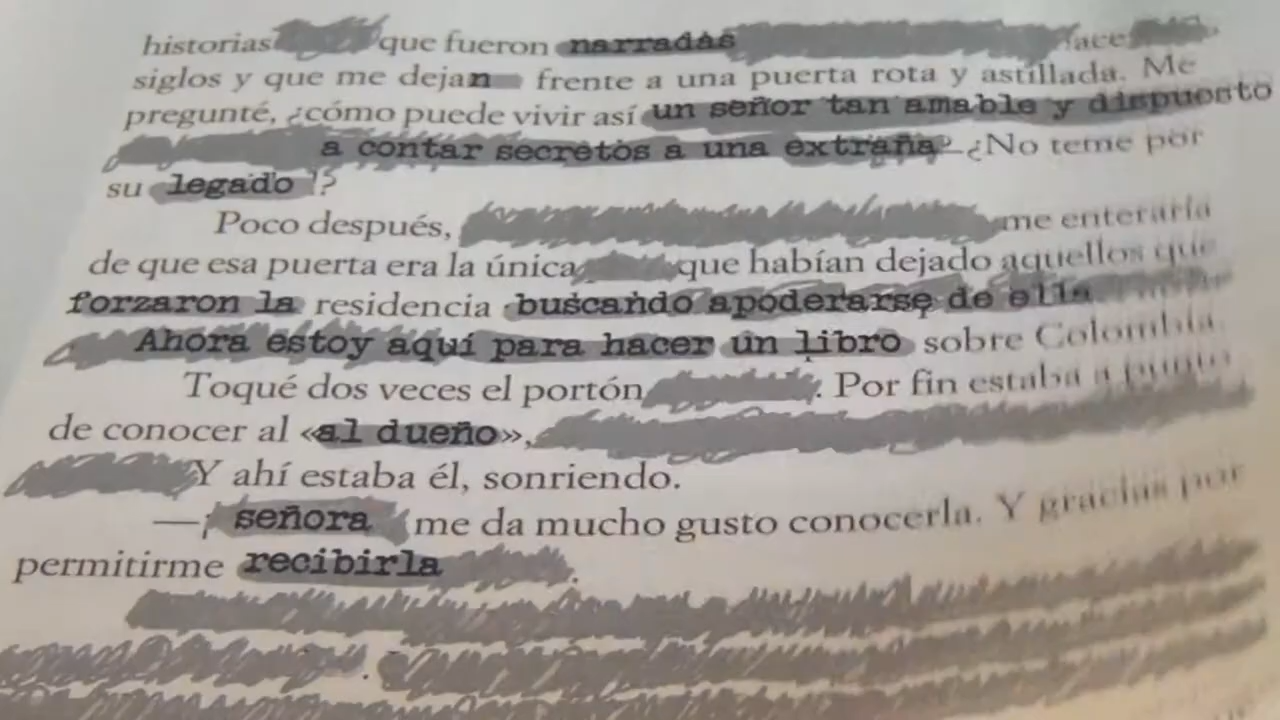 historias que fueron narradas hace
siglos y que me dejan frente a una puerta rota y astillada. Me
pregunté, ¿cómo puede vivir así un señor tan amable y dispuesto
a contar secretos a una extraña? ¿No teme por
su legado ?
Poco después, me enteraría
de que esa puerta era la única que habían dejado aquellos que
forzaron la residencia buscando apoderarse de ella
Ahora estoy aquí para hacer un libro sobre Colombia.
Toqué dos veces el portón . Por fin estaba a punto
de conocer al «al dueño»,
Y ahí estaba él, sonriendo.
— señora me da mucho gusto conocerla. Y gracias por
permitirme recibirla .